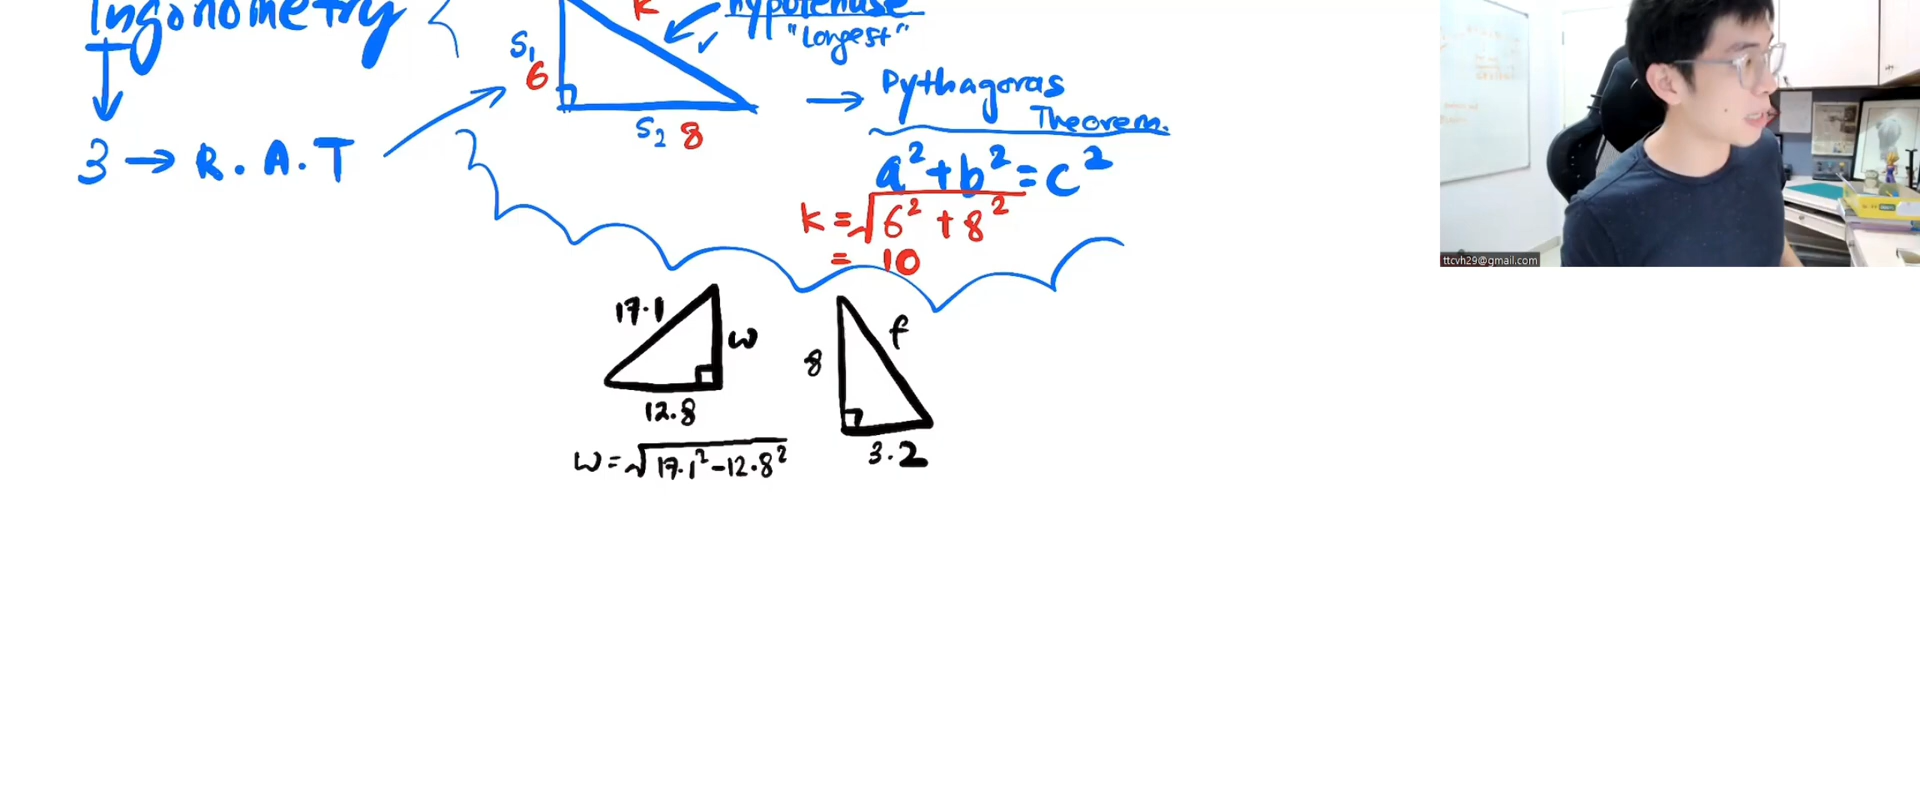 Trigonometry
k
hypotenuse
"Longest"
S₁
6
S₂ 8
→ Pythagoras
Theorem.
3 → R.A.T
a² + b² = c²
k = √6² + 8²
= 10
17.1
w
12.8
w = √17.1² - 12.8²
8
f
3.2
ttcvh29@gmail.com